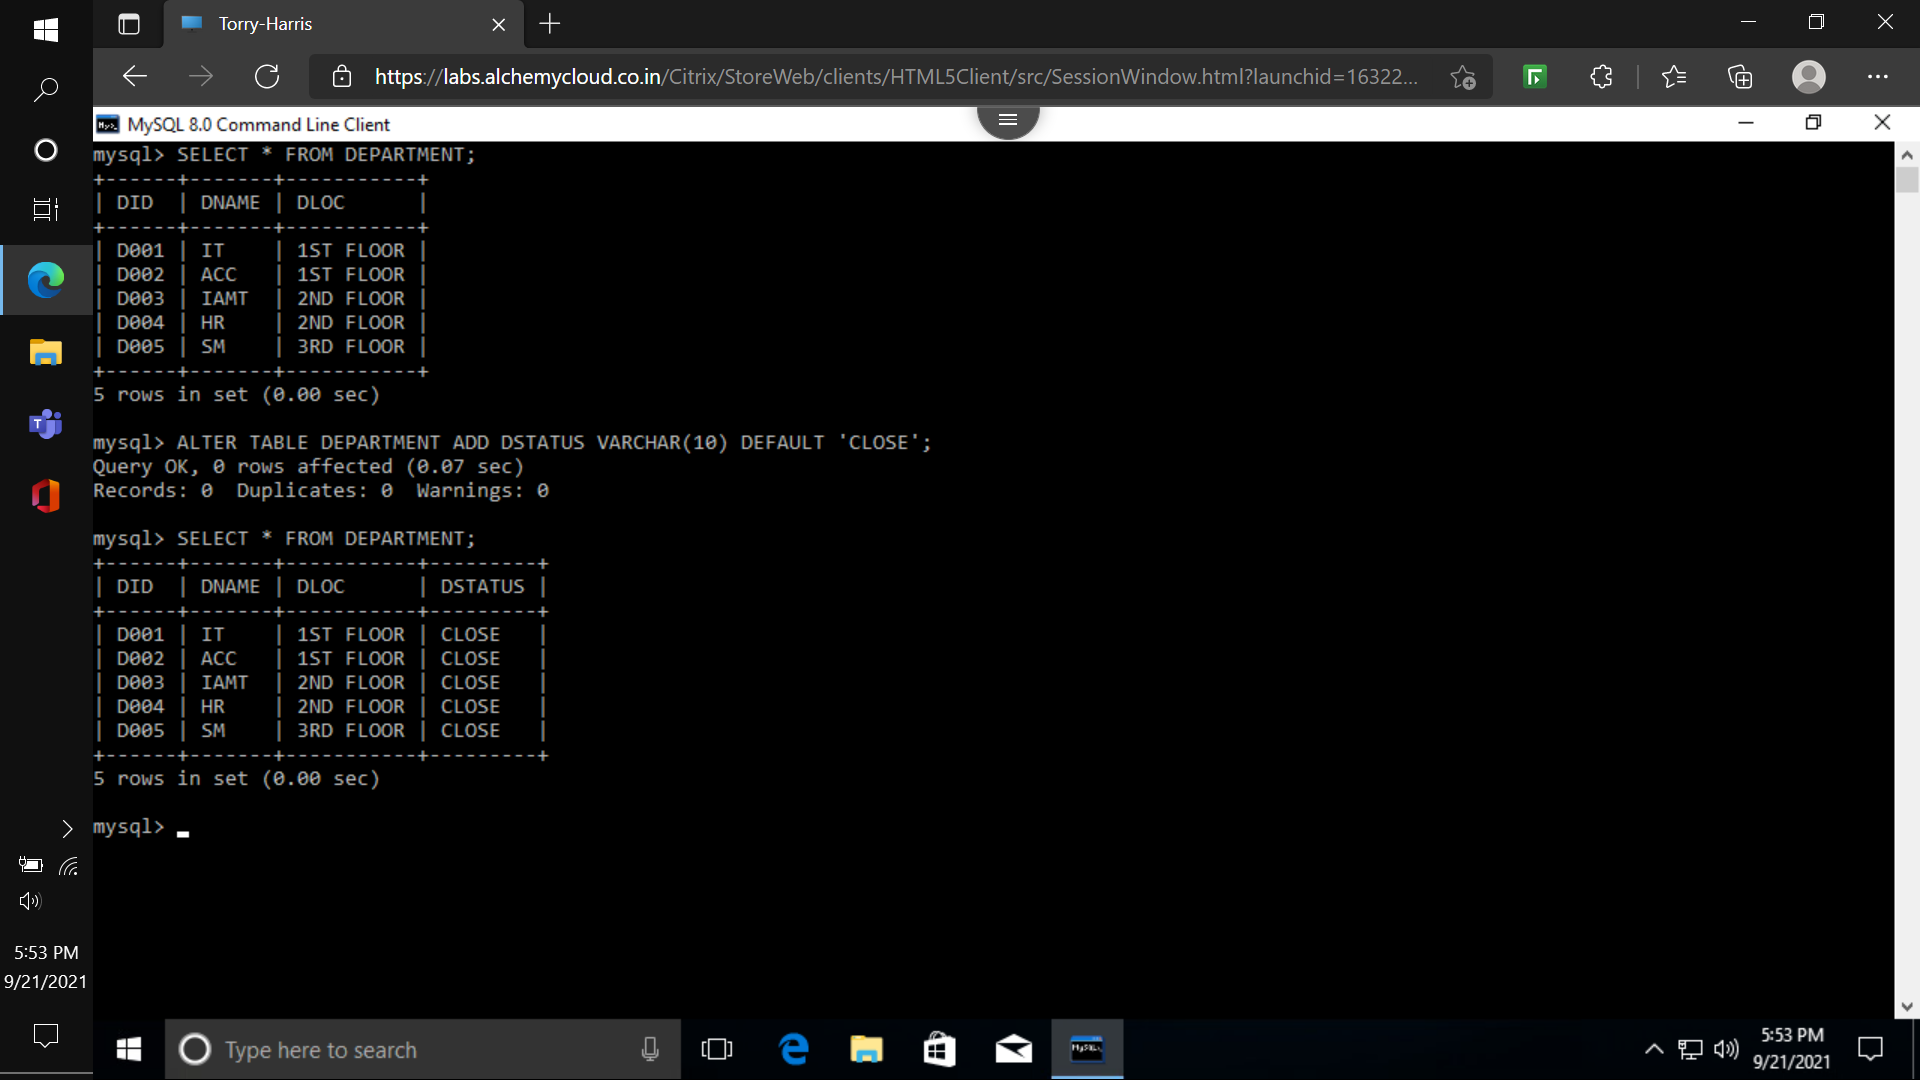 Torry-Harris
https://labs.alchemycloud.co.in/Citrix/StoreWeb/clients/HTML5Client/src/SessionWindow.html?launchid=16322...
MySQL 8.0 Command Line Client
mysql> SELECT * FROM DEPARTMENT;
+------+-------+-----------+
| DID  | DNAME | DLOC      |
+------+-------+-----------+
| D001 | IT    | 1ST FLOOR |
| D002 | ACC   | 1ST FLOOR |
| D003 | IAMT  | 2ND FLOOR |
| D004 | HR    | 2ND FLOOR |
| D005 | SM    | 3RD FLOOR |
+------+-------+-----------+
5 rows in set (0.00 sec)
mysql> ALTER TABLE DEPARTMENT ADD DSTATUS VARCHAR(10) DEFAULT 'CLOSE';
Query OK, 0 rows affected (0.07 sec)
Records: 0  Duplicates: 0  Warnings: 0
mysql> SELECT * FROM DEPARTMENT;
+------+-------+-----------+---------+
| DID  | DNAME | DLOC      | DSTATUS |
+------+-------+-----------+---------+
| D001 | IT    | 1ST FLOOR | CLOSE   |
| D002 | ACC   | 1ST FLOOR | CLOSE   |
| D003 | IAMT  | 2ND FLOOR | CLOSE   |
| D004 | HR    | 2ND FLOOR | CLOSE   |
| D005 | SM    | 3RD FLOOR | CLOSE   |
+------+-------+-----------+---------+
5 rows in set (0.00 sec)
mysql>
5:53 PM
9/21/2021
Type here to search
5:53 PM
9/21/2021